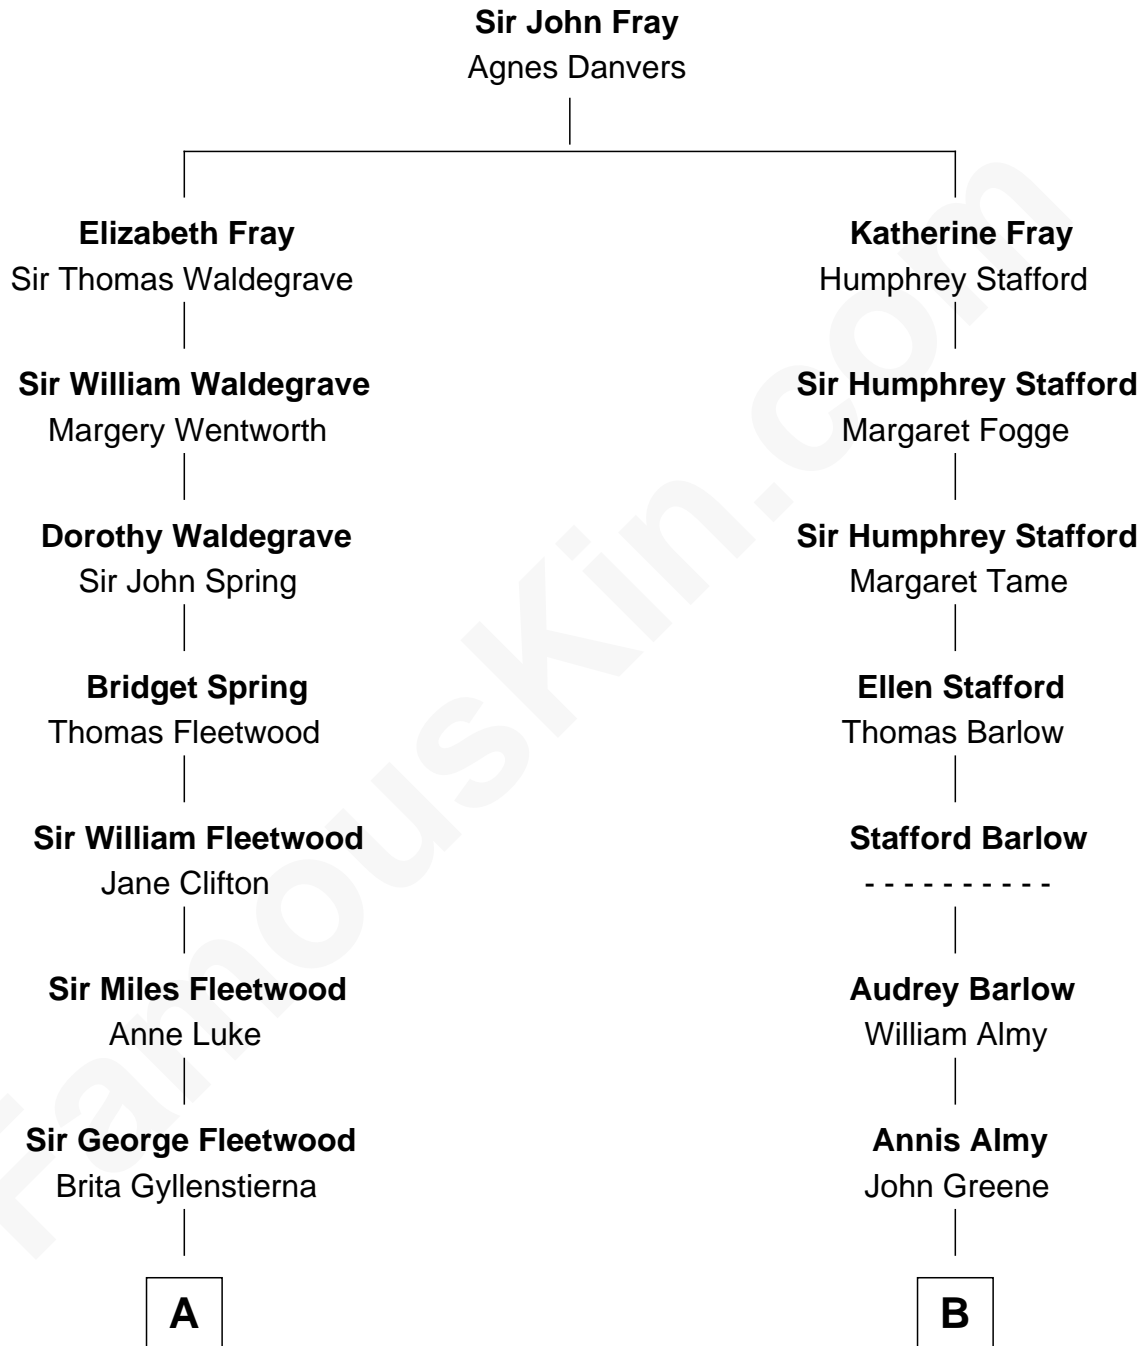 Sir John Fray
Agnes Danvers
Elizabeth Fray
Sir Thomas Waldegrave
Katherine Fray
Humphrey Stafford
Sir William Waldegrave
Margery Wentworth
Sir Humphrey Stafford
Margaret Fogge
Dorothy Waldegrave
Sir John Spring
Sir Humphrey Stafford
Margaret Tame
Bridget Spring
Thomas Fleetwood
Ellen Stafford
Thomas Barlow
Sir William Fleetwood
Jane Clifton
Stafford Barlow
- - - - - - - - - -
Sir Miles Fleetwood
Anne Luke
Audrey Barlow
William Almy
Sir George Fleetwood
Brita Gyllenstierna
Annis Almy
John Greene
A
B
FamousKin.com